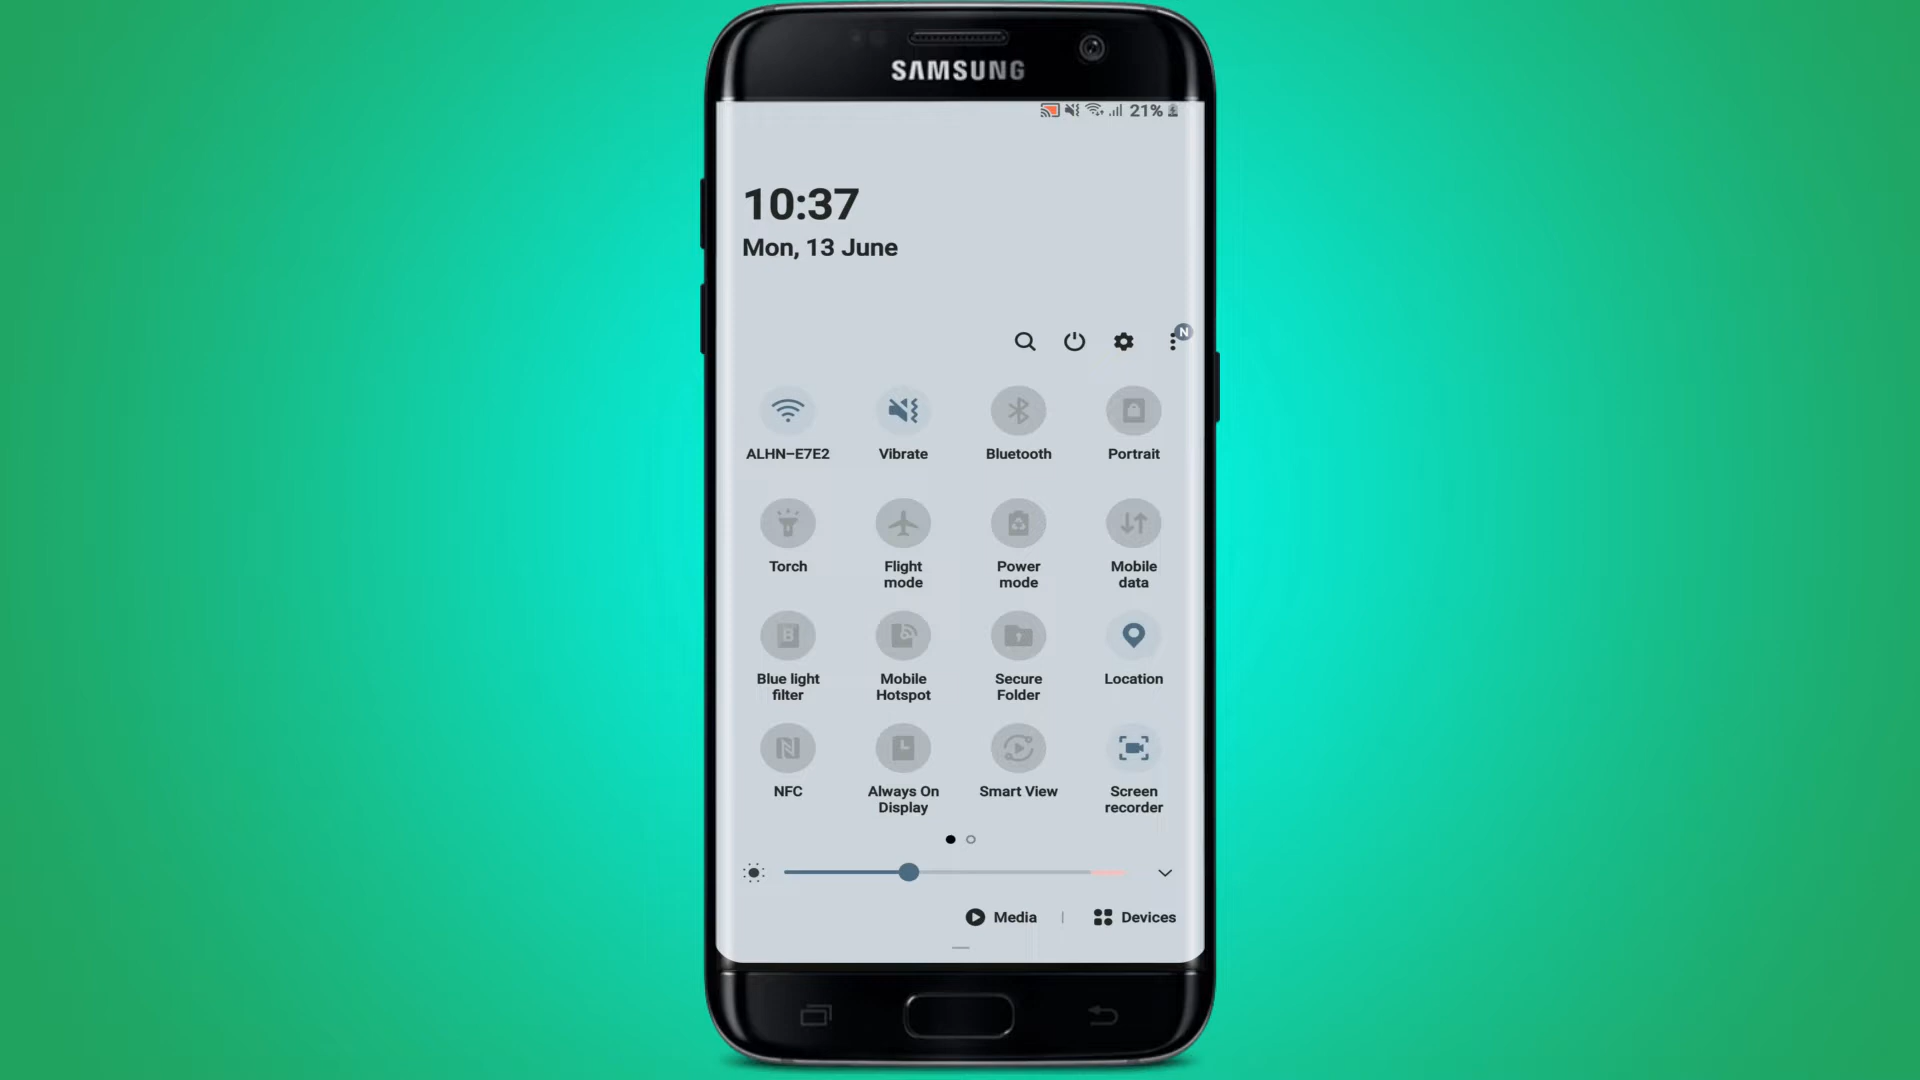 SAMSUNG
21%
10:37
Mon, 13 June
N
ALHN-E7E2
Vibrate
Bluetooth
Portrait
Torch
Flight
mode
Power
mode
Mobile
data
Blue light
filter
Mobile
Hotspot
Secure
Folder
Location
NFC
Always On
Display
Smart View
Screen
recorder
Media
Devices